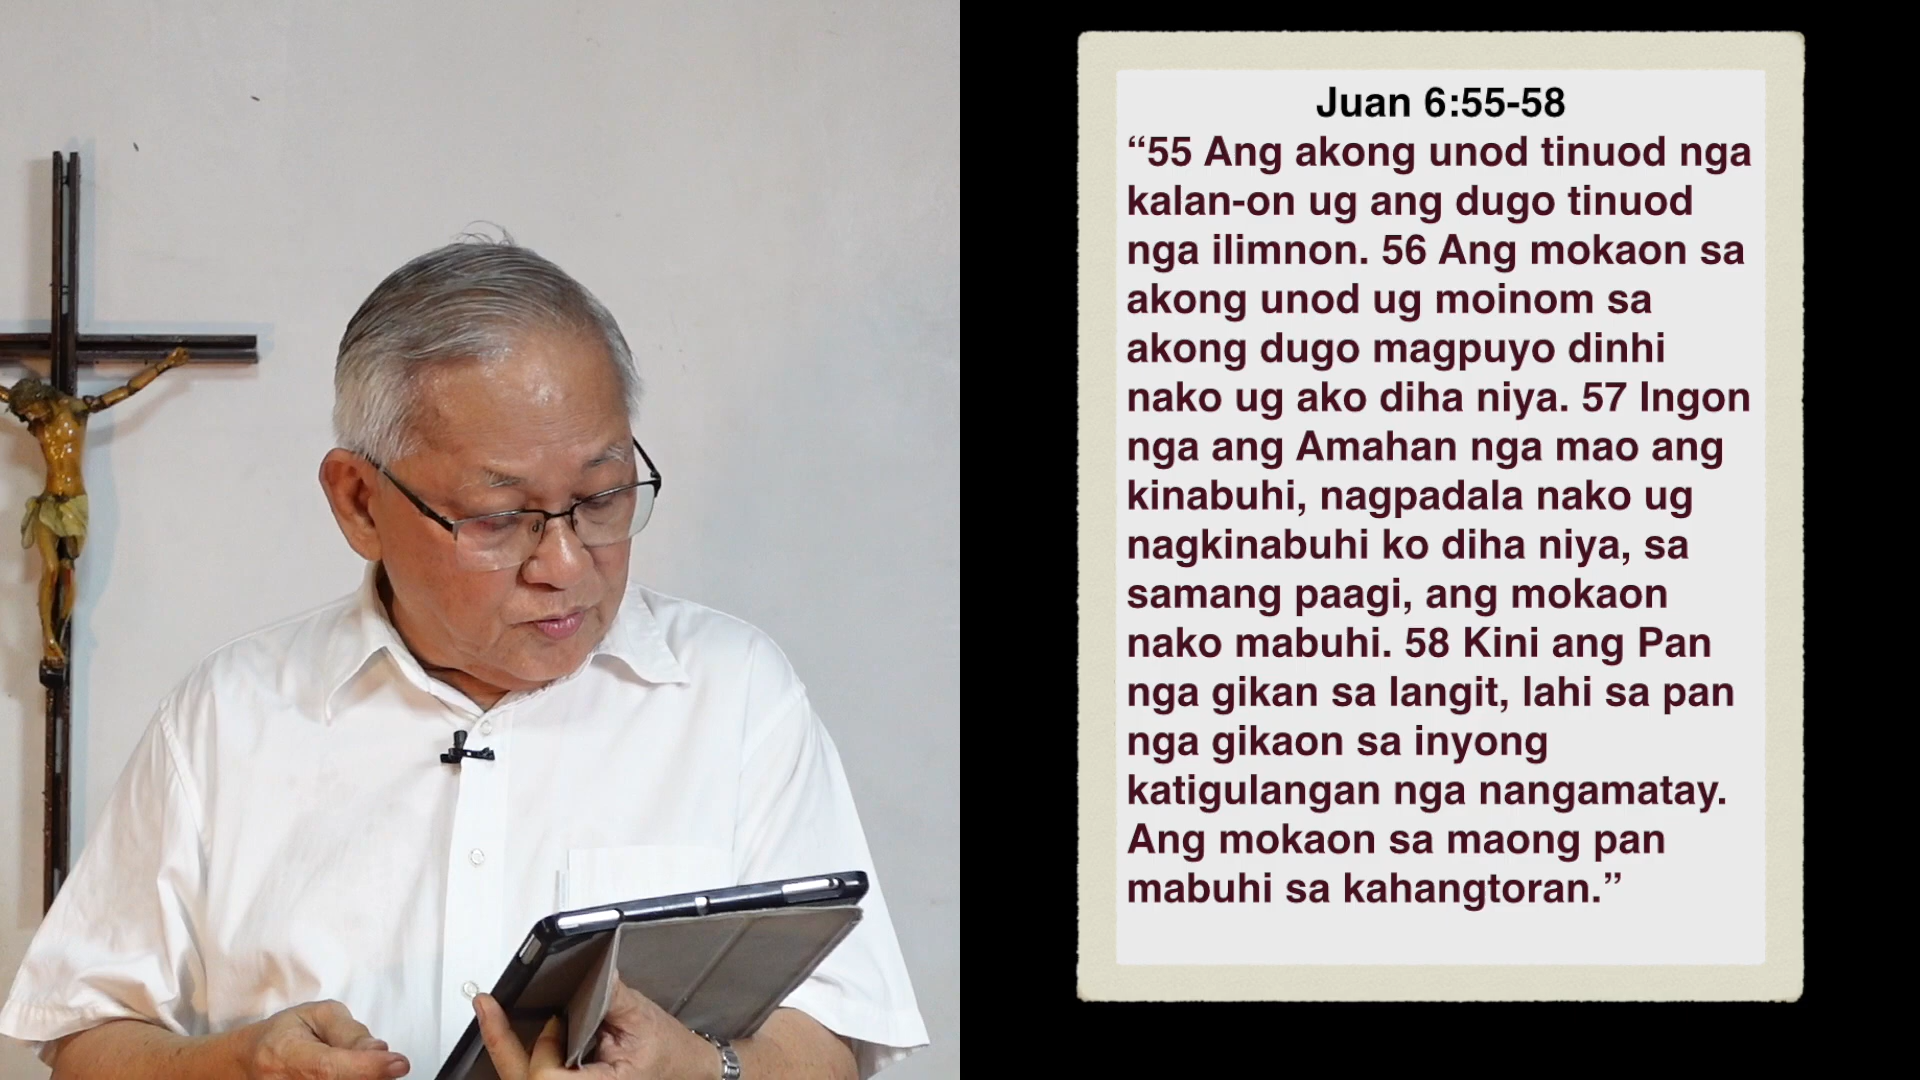 Juan 6:55-58
“55 Ang akong unod tinuod nga
kalan-on ug ang dugo tinuod
nga ilimnon. 56 Ang mokaon sa
akong unod ug moinom sa
akong dugo magpuyo dinhi
nako ug ako diha niya. 57 Ingon
nga ang Amahan nga mao ang
kinabuhi, nagpadala nako ug
nagkinabuhi ko diha niya, sa
samang paagi, ang mokaon
nako mabuhi. 58 Kini ang Pan
nga gikan sa langit, lahi sa pan
nga gikaon sa inyong
katigulangan nga nangamatay.
Ang mokaon sa maong pan
mabuhi sa kahangtoran.”